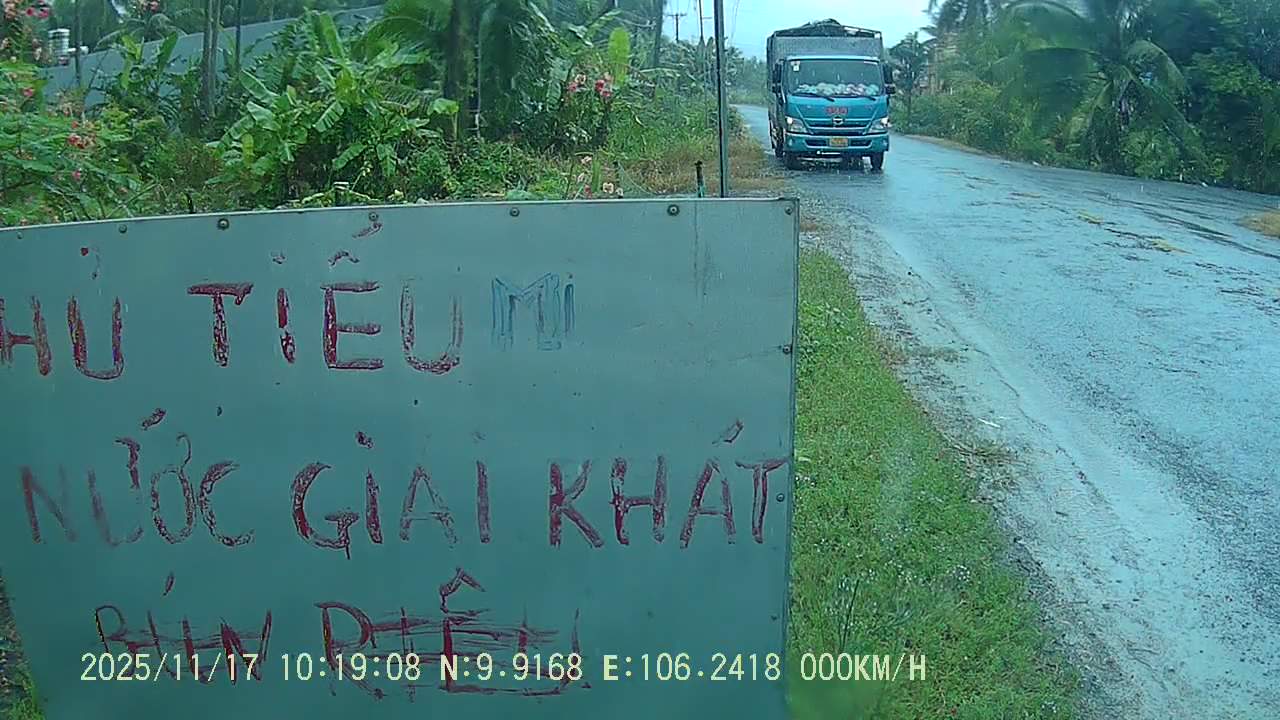 HỦ TIẾU Mì
NƯỚC GIẢI KHÁT
BÚN RIÊU
2025/11/17 10:19:08 N:9.9168 E:106.2418 000KM/H